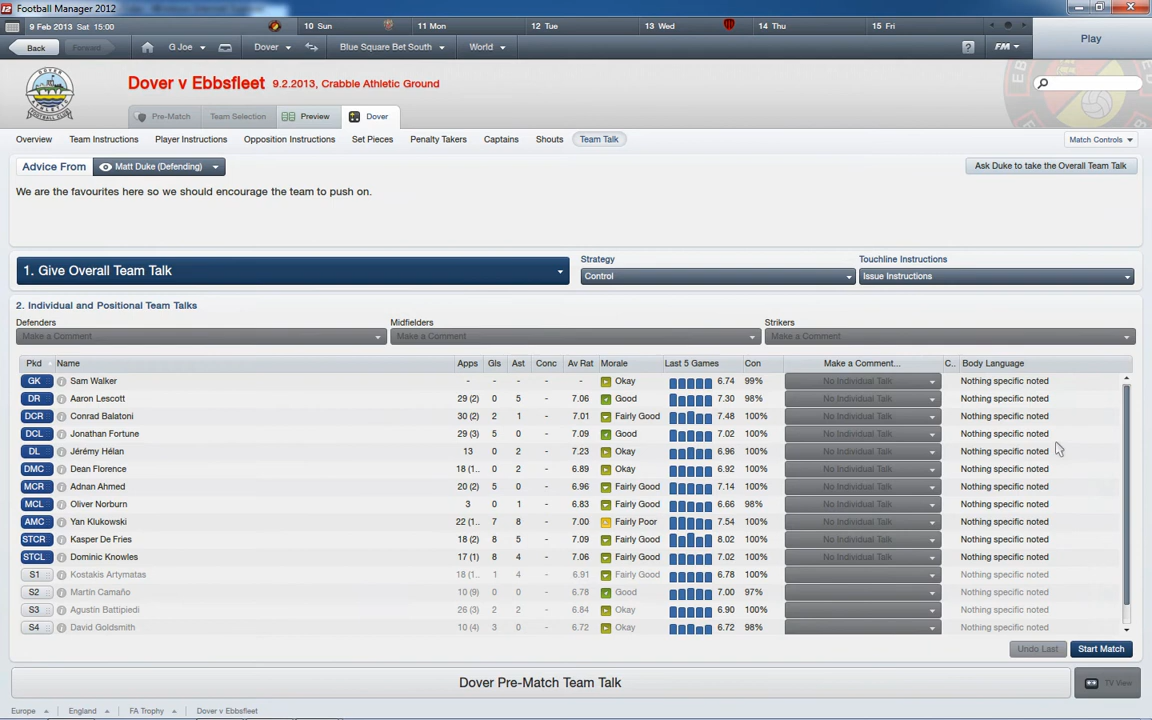 Football Manager 2012
9 Feb 2013 Sat 15:00
10 Sun
11 Mon
12 Tue
13 Wed
14 Thu
15 Fri
Play
Back
Forward
G Joe
Dover
Blue Square Bet South
World
?
FM
Dover v Ebbsfleet
9.2.2013, Crabble Athletic Ground
Pre-Match
Team Selection
Preview
Dover
Overview
Team Instructions
Player Instructions
Opposition Instructions
Set Pieces
Penalty Takers
Captains
Shouts
Team Talk
Match Controls
Advice From
Matt Duke (Defending)
Ask Duke to take the Overall Team Talk
We are the favourites here so we should encourage the team to push on.
1. Give Overall Team Talk
Strategy
Control
Touchline Instructions
Issue Instructions
2. Individual and Positional Team Talks
Defenders
Midfielders
Strikers
Make a Comment
Make a Comment
Make a Comment
Pkd Name Apps Gls Ast Conc Av Rat Morale Last 5 Games Con Make a Comment... C.. Body Language
GK Sam Walker - - - - - Okay 6.74 99% No Individual Talk Nothing specific noted
DR Aaron Lescott 29 (2) 0 5 - 7.06 Good 7.30 98% No Individual Talk Nothing specific noted
DCR Conrad Balatoni 30 (2) 2 1 - 7.01 Fairly Good 7.48 100% No Individual Talk Nothing specific noted
DCL Jonathan Fortune 29 (3) 5 0 - 7.09 Good 7.02 100% No Individual Talk Nothing specific noted
DL Jérémy Hélan 13 0 2 - 7.23 Okay 6.96 100% No Individual Talk Nothing specific noted
DMC Dean Florence 18 (1.. 0 2 - 6.89 Okay 6.92 100% No Individual Talk Nothing specific noted
MCR Adnan Ahmed 20 (2) 5 0 - 6.96 Fairly Good 7.14 100% No Individual Talk Nothing specific noted
MCL Oliver Norburn 3 0 1 - 6.83 Fairly Good 6.66 98% No Individual Talk Nothing specific noted
AMC Yan Klukowski 22 (1.. 7 8 - 7.00 Fairly Poor 7.54 100% No Individual Talk Nothing specific noted
STCR Kasper De Fries 18 (2) 8 5 - 7.09 Fairly Good 8.02 100% No Individual Talk Nothing specific noted
STCL Dominic Knowles 17 (1) 8 4 - 7.06 Fairly Good 7.02 100% No Individual Talk Nothing specific noted
S1 Kostakis Artymatas 18 (1.. 1 4 - 6.91 Fairly Good 6.78 100% Nothing specific noted
S2 Martín Camaño 10 (9) 0 0 - 6.78 Good 7.00 97% Nothing specific noted
S3 Agustín Battipiedi 26 (3) 2 2 - 6.84 Okay 6.90 100% Nothing specific noted
S4 David Goldsmith 10 (4) 3 0 - 6.72 Okay 6.72 98% Nothing specific noted
Undo Last
Start Match
Dover Pre-Match Team Talk
TV View
Europe
England
FA Trophy
Dover v Ebbsfleet